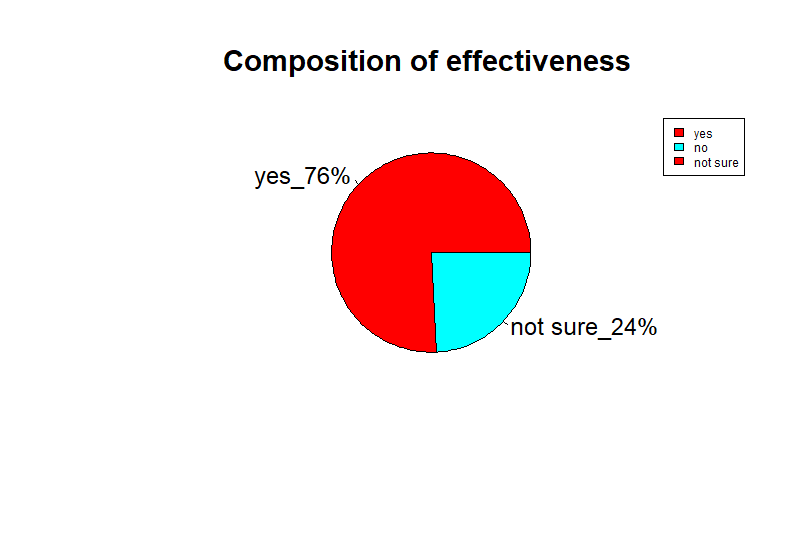 Composition of effectiveness
yes
no
not sure
yes_76%
not sure_24%